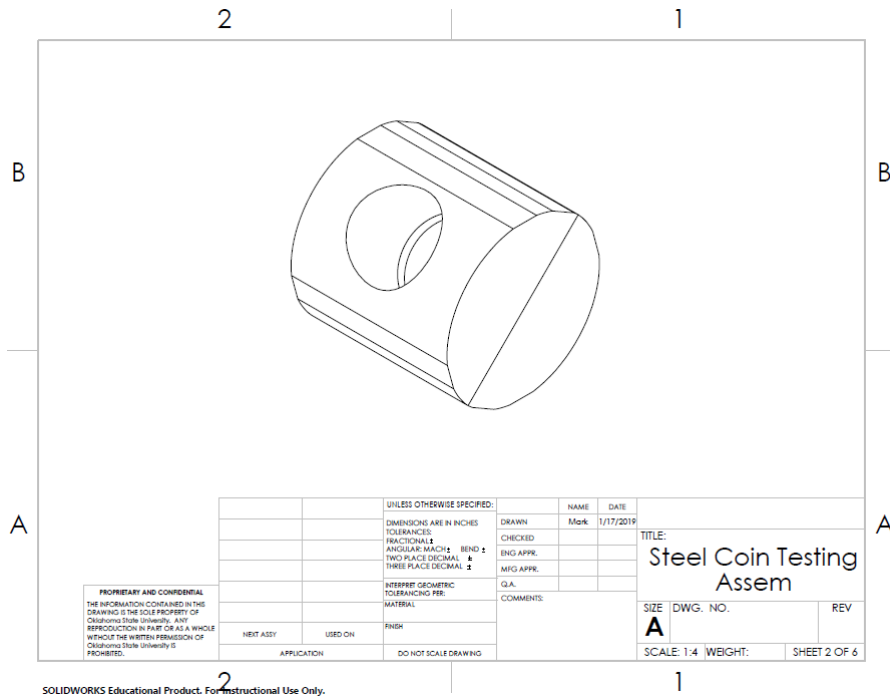 2 1
B B
A A
UNLESS OTHERWISE SPECIFIED:
DIMENSIONS ARE IN INCHES
TOLERANCES:
FRACTIONAL±
ANGULAR: MACH± BEND ±
TWO PLACE DECIMAL ±
THREE PLACE DECIMAL ±
INTERPRET GEOMETRIC
TOLERANCING PER:
MATERIAL
FINISH
DO NOT SCALE DRAWING
NAME DATE
DRAWN Mark 1/17/2019
CHECKED
ENG APPR.
MFG APPR.
Q.A.
COMMENTS:
TITLE:
Steel Coin Testing
Assem
SIZE DWG. NO. REV
A
SCALE: 1:4 WEIGHT: SHEET 2 OF 6
PROPRIETARY AND CONFIDENTIAL
THE INFORMATION CONTAINED IN THIS
DRAWING IS THE SOLE PROPERTY OF
Oklahoma State University. ANY
REPRODUCTION IN PART OR AS A WHOLE
WITHOUT THE WRITTEN PERMISSION OF
Oklahoma State University IS
PROHIBITED.
NEXT ASSY USED ON
APPLICATION
2 1
SOLIDWORKS Educational Product. For Instructional Use Only.